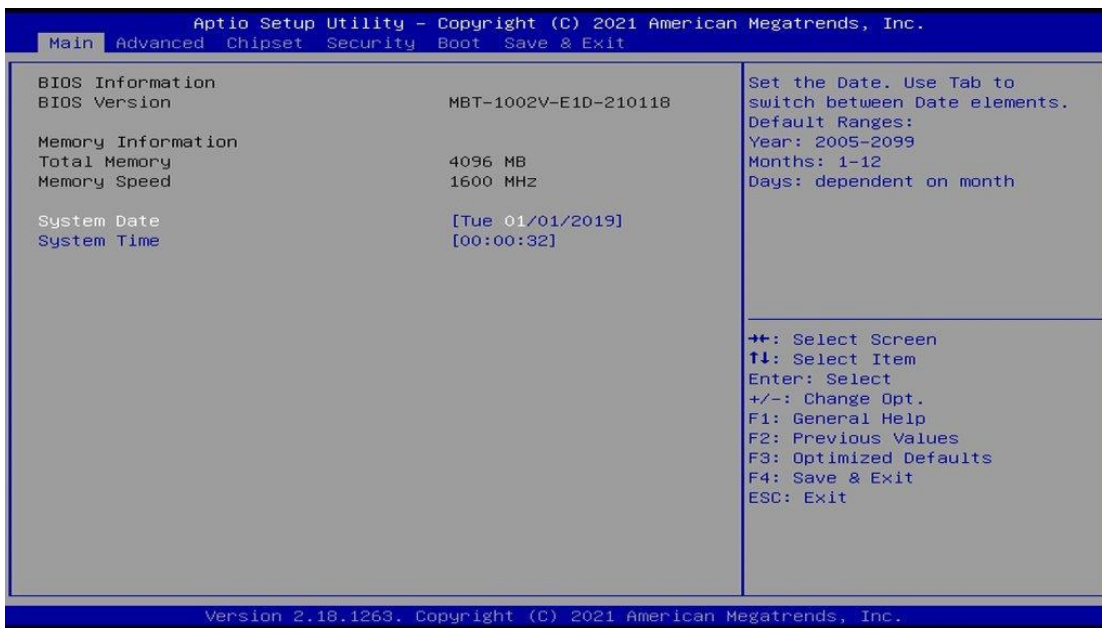 Aptio Setup Utility – Copyright (C) 2021 American Megatrends, Inc.
Main Advanced Chipset Security Boot Save & Exit
BIOS Information
BIOS Version MBT-1002V-E1D-210118
Memory Information
Total Memory 4096 MB
Memory Speed 1600 MHz
System Date [Tue 01/01/2019]
System Time [00:00:32]
Set the Date. Use Tab to
switch between Date elements.
Default Ranges:
Year: 2005-2099
Months: 1-12
Days: dependent on month
→←: Select Screen
↑↓: Select Item
Enter: Select
+/-: Change Opt.
F1: General Help
F2: Previous Values
F3: Optimized Defaults
F4: Save & Exit
ESC: Exit
Version 2.18.1263. Copyright (C) 2021 American Megatrends, Inc.